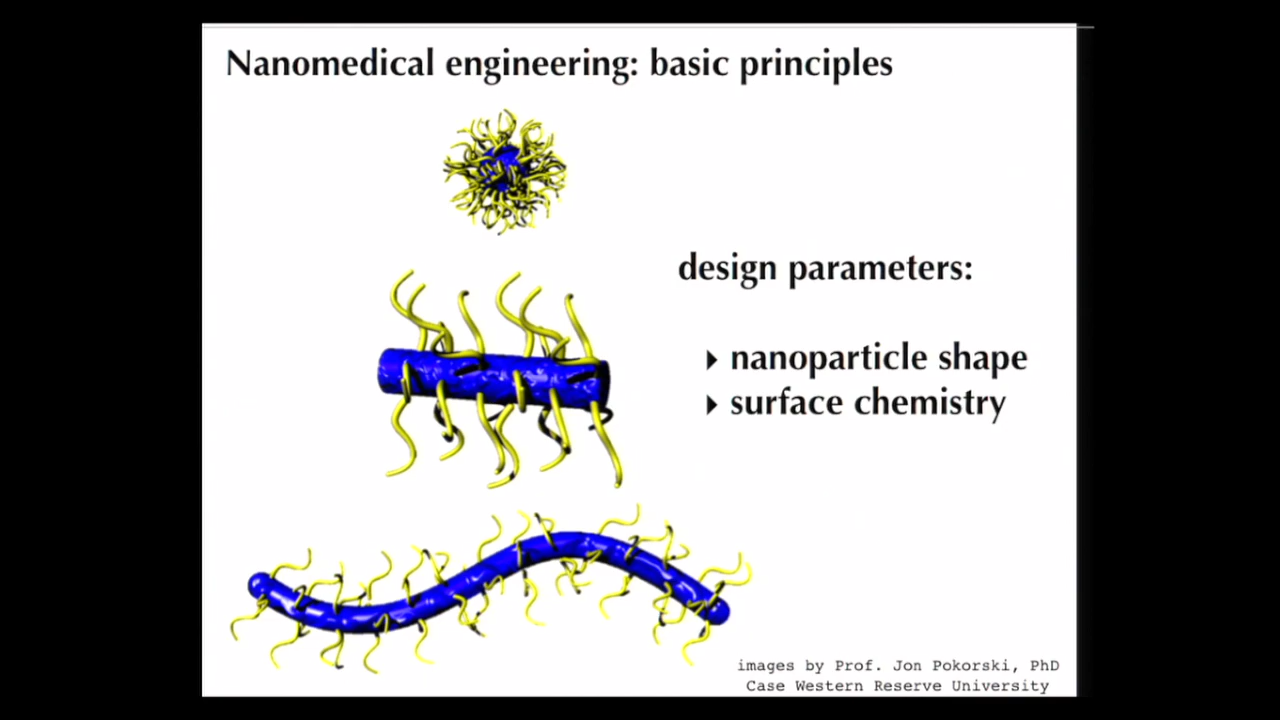 Nanomedical engineering: basic principles
design parameters:
‣ nanoparticle shape
‣ surface chemistry
images by Prof. Jon Pokorski, PhD
Case Western Reserve University